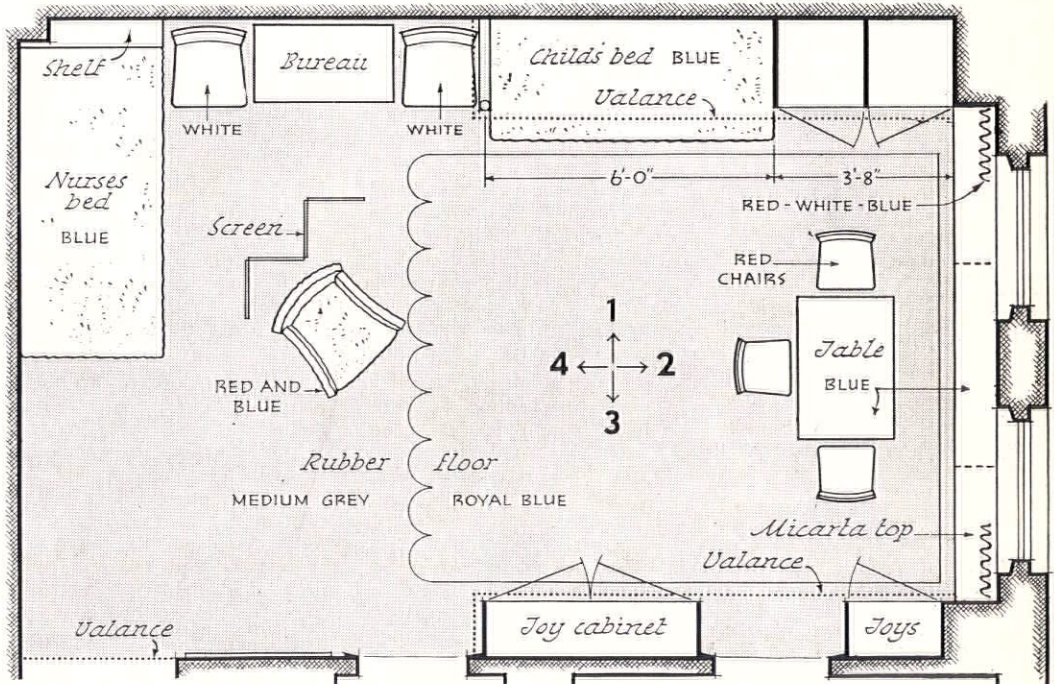 Shelf
Bureau
Childs bed BLUE
Valance
WHITE
WHITE
Nurses
bed
BLUE
6'-0"
3'-8"
RED-WHITE-BLUE
Screen
RED
CHAIRS
1
4
2
3
Table
BLUE
RED AND
BLUE
Rubber floor
MEDIUM GREY
ROYAL BLUE
Micarta top
Valance
Valance
Toy cabinet
Toys